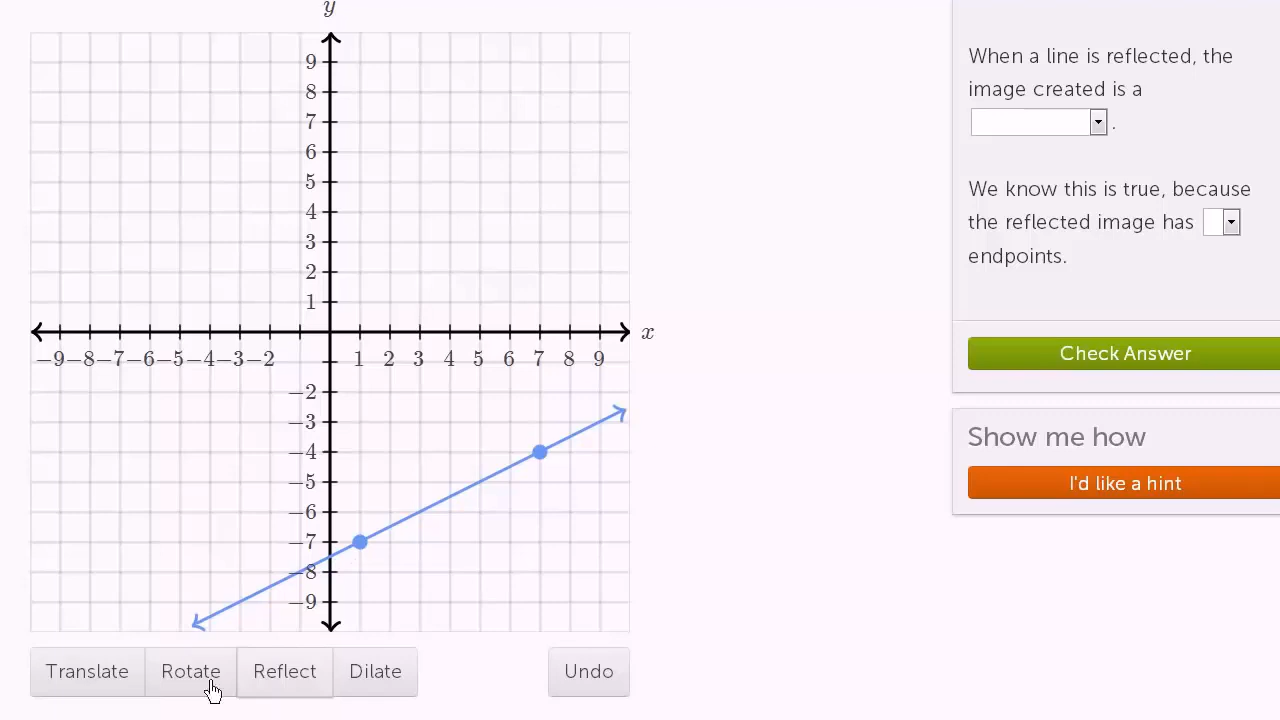 y
When a line is reflected, the
image created is a
.
We know this is true, because
the reflected image has
endpoints.
9
8
7
6
5
4
3
2
1
x
−9−8−7−6−5−4−3−2 1 2 3 4 5 6 7 8 9
−2
−3
−4
−5
−6
−7
−8
−9
Check Answer
Show me how
I'd like a hint
Translate Rotate Reflect Dilate Undo